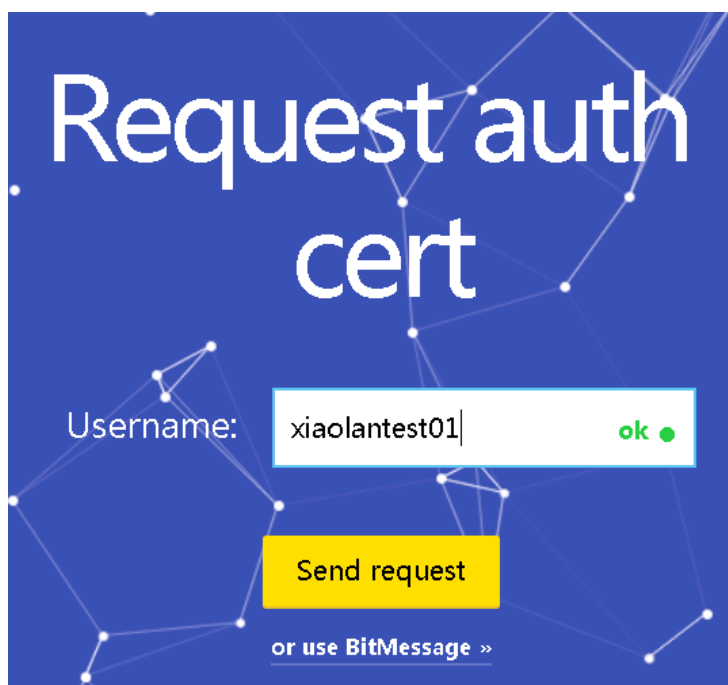 Request auth
cert
Username: xiaolantest01 ok
Send request
or use BitMessage »